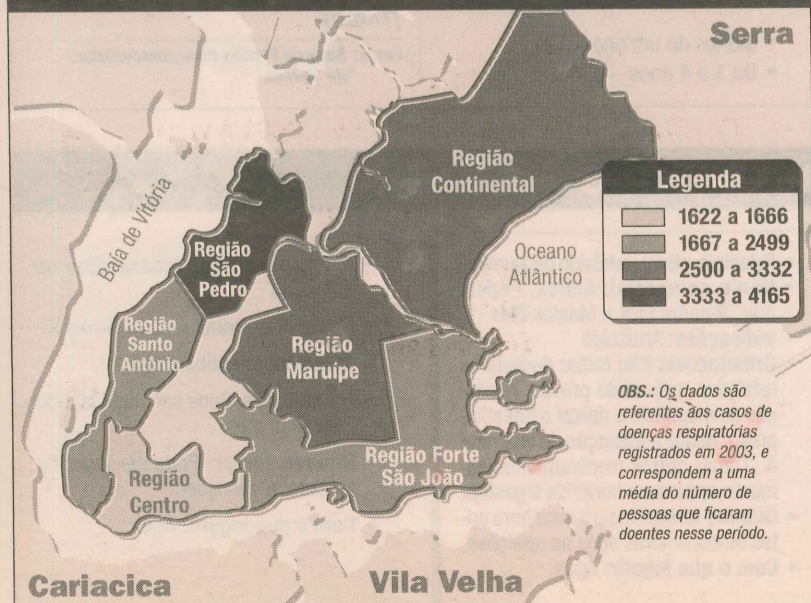 Serra
Região
Continental
Baía de Vitória
Região
São
Pedro
Oceano
Atlântico
Legenda
1622 a 1666
1667 a 2499
2500 a 3332
3333 a 4165
Região
Santo
Antônio
Região
Maruípe
OBS.: Os dados são
referentes aos casos de
doenças respiratórias
registrados em 2003, e
correspondem a uma
média do número de
pessoas que ficaram
doentes nesse período.
Região Forte
São João
Região
Centro
Cariacica
Vila Velha